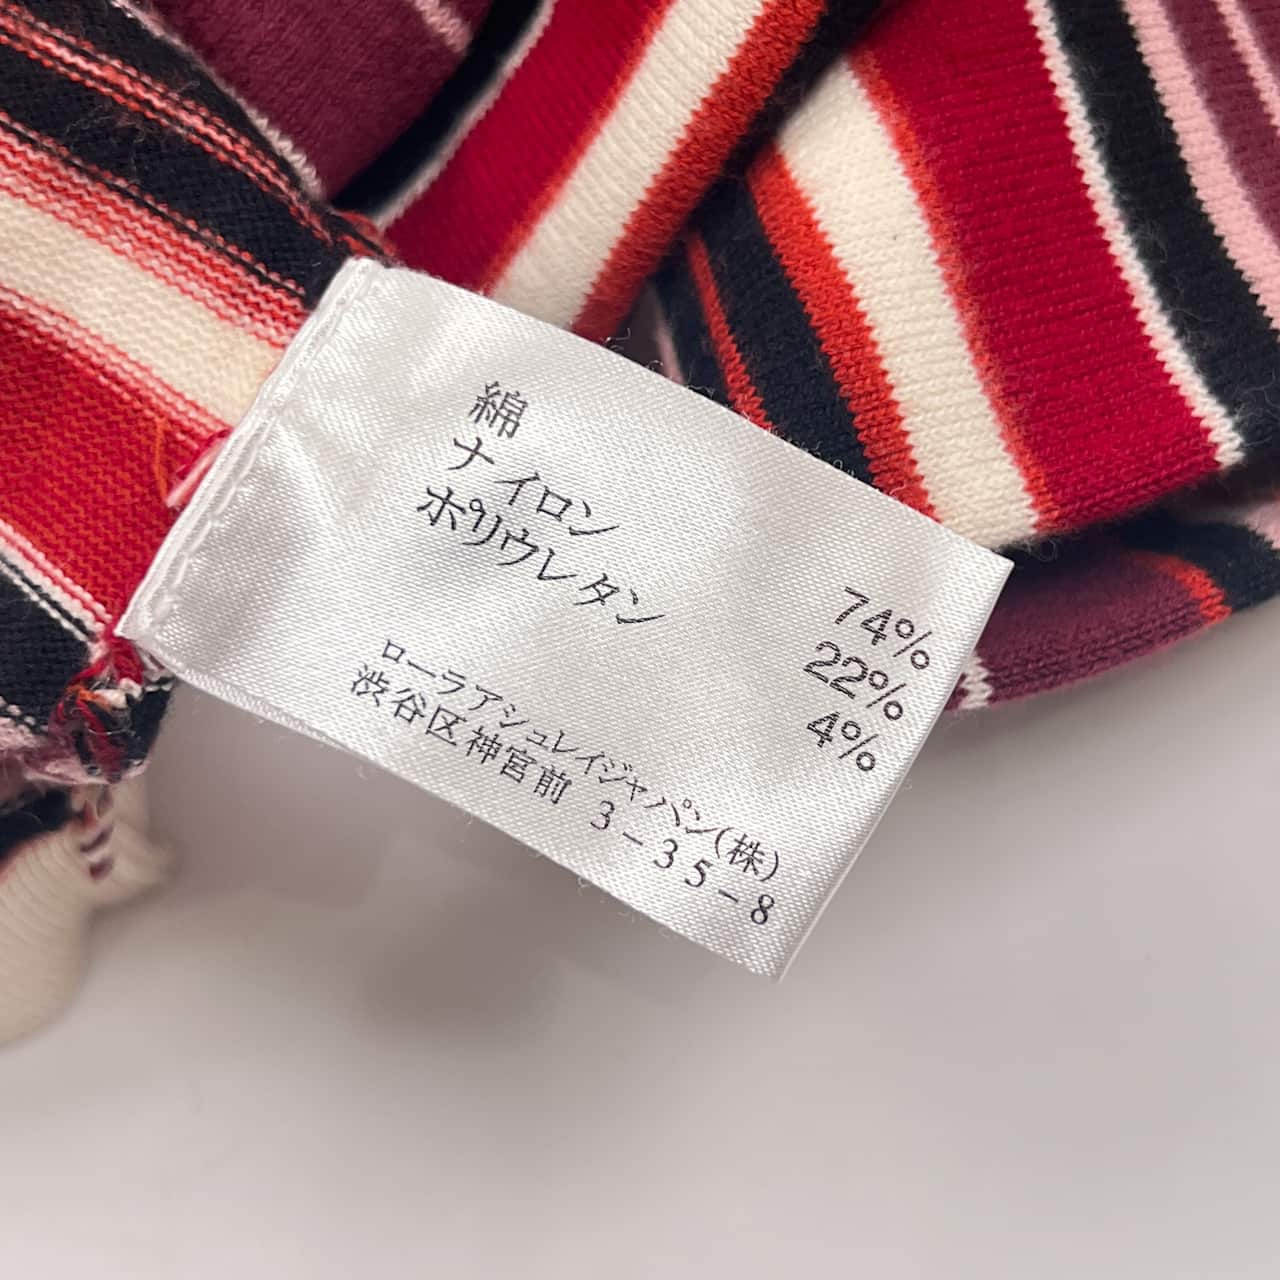 綿 74%
ナイロン 22%
ポリウレタン 4%
ローラアシュレイジャパン(株)
渋谷区神宮前 3-35-8